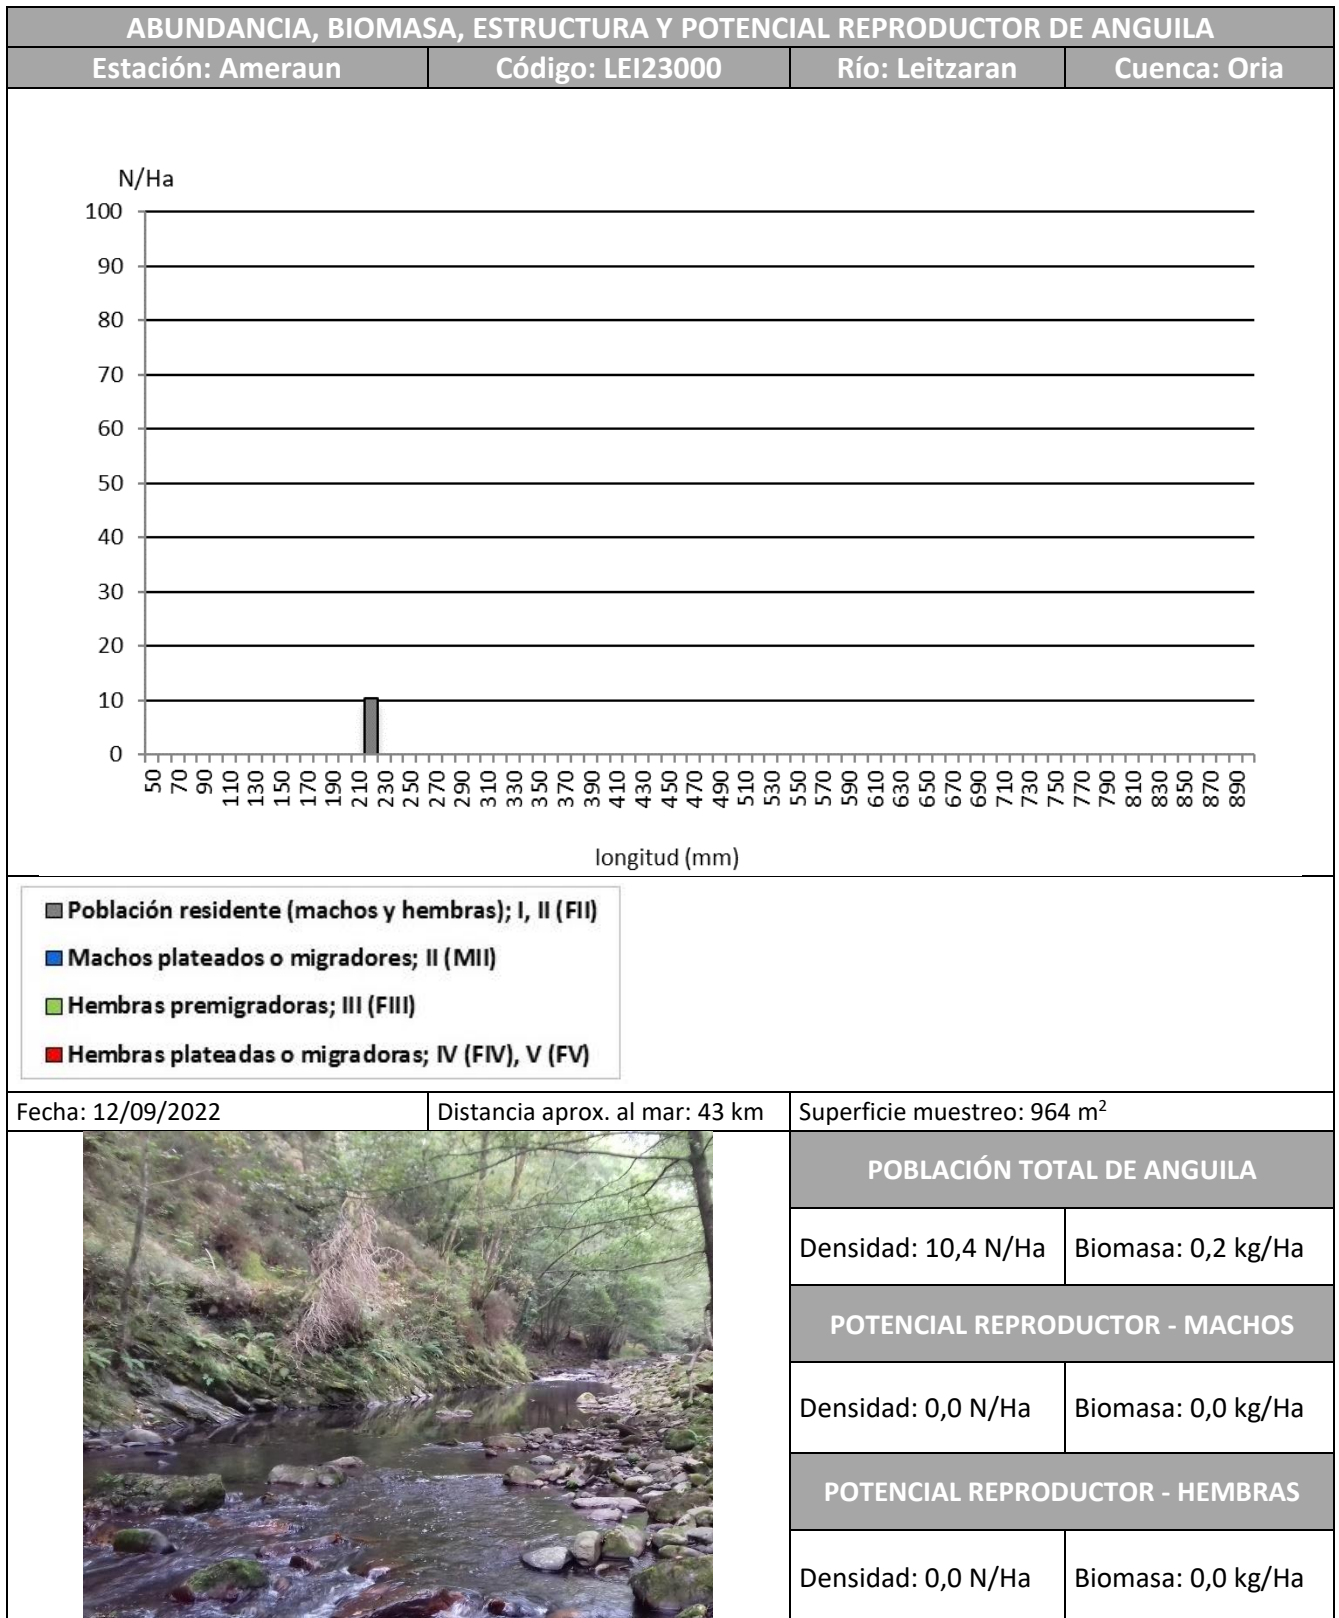 ABUNDANCIA, BIOMASA, ESTRUCTURA Y POTENCIAL REPRODUCTOR DE ANGUILA
Estación: Ameraun Código: LEI23000 Río: Leitzaran Cuenca: Oria
N/Ha
100
90
80
70
60
50
40
30
20
10
0
50 70 90 110 130 150 170 190 210 230 250 270 290 310 330 350 370 390 410 430 450 470 490 510 530 550 570 590 610 630 650 670 690 710 730 750 770 790 810 830 850 870 890
longitud (mm)
Población residente (machos y hembras); I, II (FII)
Machos plateados o migradores; II (MII)
Hembras premigradoras; III (FIII)
Hembras plateadas o migradoras; IV (FIV), V (FV)
Fecha: 12/09/2022 Distancia aprox. al mar: 43 km Superficie muestreo: 964 m²
POBLACIÓN TOTAL DE ANGUILA
Densidad: 10,4 N/Ha Biomasa: 0,2 kg/Ha
POTENCIAL REPRODUCTOR - MACHOS
Densidad: 0,0 N/Ha Biomasa: 0,0 kg/Ha
POTENCIAL REPRODUCTOR - HEMBRAS
Densidad: 0,0 N/Ha Biomasa: 0,0 kg/Ha